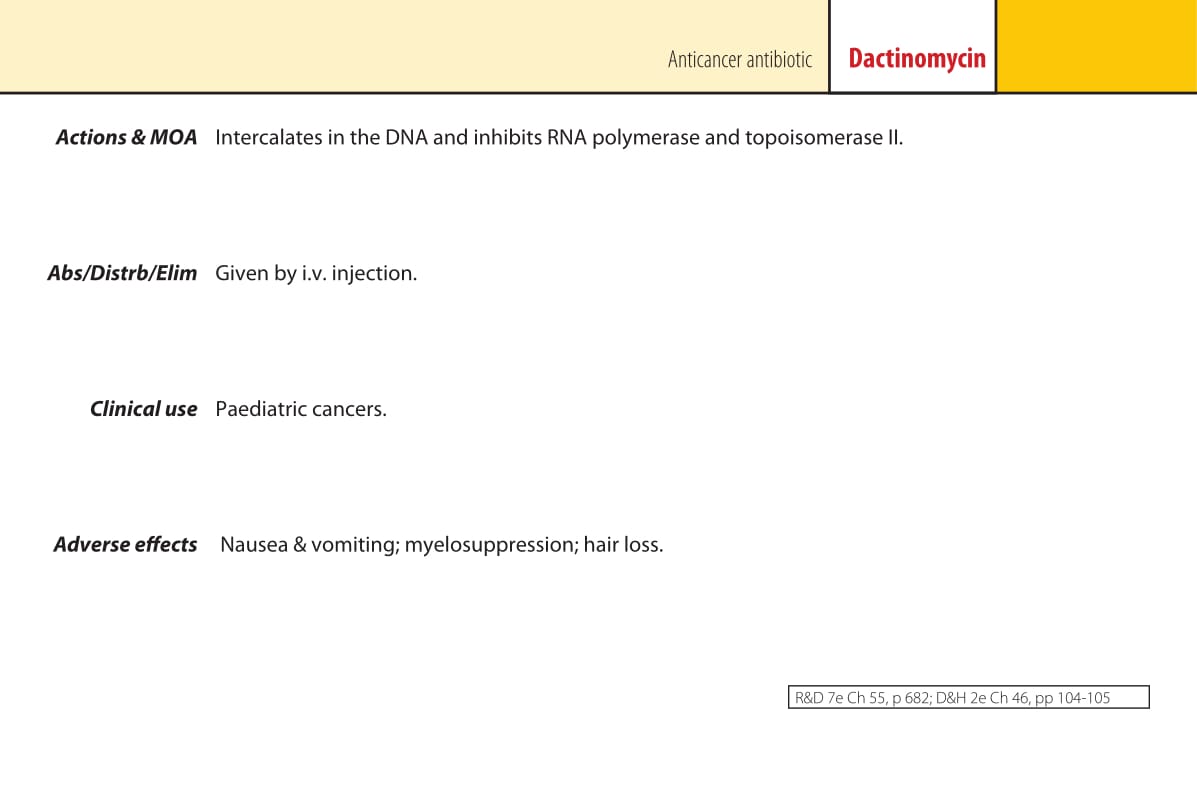 Anticancer antibiotic Dactinomycin
Actions & MOA Intercalates in the DNA and inhibits RNA polymerase and topoisomerase II.
Abs/Distrb/Elim Given by i.v. injection.
Clinical use Paediatric cancers.
Adverse effects Nausea & vomiting; myelosuppression; hair loss.
R&D 7e Ch 55, p 682; D&H 2e Ch 46, pp 104-105